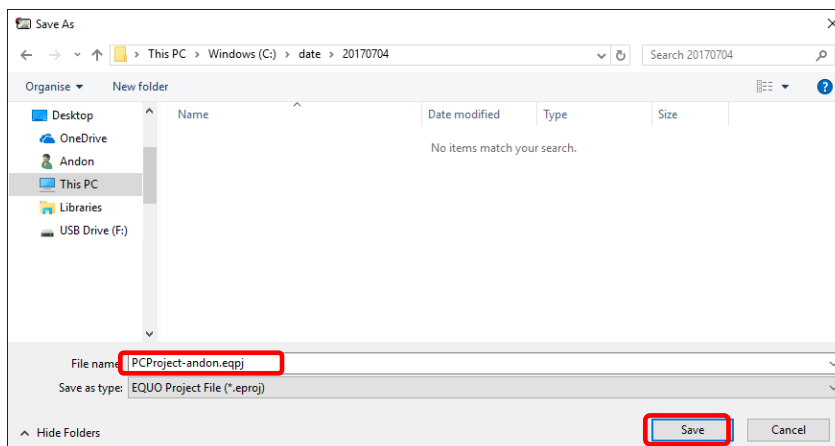 Save As
This PC > Windows (C:) > date > 20170704
Search 20170704
Organise New folder
Name Date modified Type Size
No items match your search.
Desktop
OneDrive
Andon
This PC
Libraries
USB Drive (F:)
File name: PCProject-andon.eqpj
Save as type: EQUO Project File (*.eproj)
Hide Folders Save Cancel